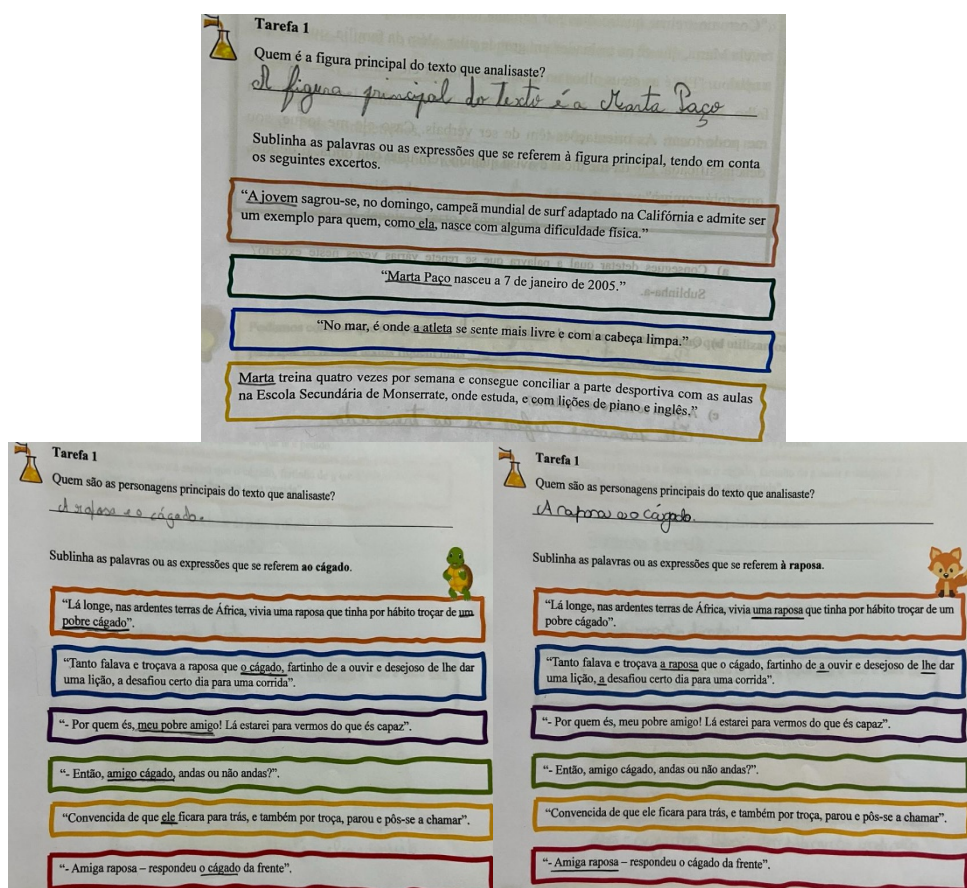 Tarefa 1
Quem é a figura principal do texto que analisaste?
A figura principal do texto é a Marta Paço
Sublinha as palavras ou as expressões que se referem à figura principal, tendo em conta
os seguintes excertos.
“A jovem sagrou-se, no domingo, campeã mundial de surf adaptado na Califórnia e admite ser
um exemplo para quem, como ela, nasce com alguma dificuldade física.”
“Marta Paço nasceu a 7 de janeiro de 2005.”
“No mar, é onde a atleta se sente mais livre e com a cabeça limpa.”
Marta treina quatro vezes por semana e consegue conciliar a parte desportiva com as aulas
na Escola Secundária de Monserrate, onde estuda, e com lições de piano e inglês.”
Tarefa 1
Quem são as personagens principais do texto que analisaste?
A raposa e o cágado.
Sublinha as palavras ou as expressões que se referem ao cágado.
“Lá longe, nas ardentes terras de África, vivia uma raposa que tinha por hábito troçar de um
pobre cágado”.
“Tanto falava e troçava a raposa que o cágado, fartinho de a ouvir e desejoso de lhe dar
uma lição, a desafiou certo dia para uma corrida”.
“- Por quem és, meu pobre amigo! Lá estarei para vermos do que és capaz”.
“- Então, amigo cágado, andas ou não andas?”.
“Convencida de que ele ficara para trás, e também por troça, parou e pôs-se a chamar”.
“- Amiga raposa – respondeu o cágado da frente”.
Tarefa 1
Quem são as personagens principais do texto que analisaste?
A raposa e o cágado.
Sublinha as palavras ou as expressões que se referem à raposa.
“Lá longe, nas ardentes terras de África, vivia uma raposa que tinha por hábito troçar de um
pobre cágado”.
“Tanto falava e troçava a raposa que o cágado, fartinho de a ouvir e desejoso de lhe dar
uma lição, a desafiou certo dia para uma corrida”.
“- Por quem és, meu pobre amigo! Lá estarei para vermos do que és capaz”.
“- Então, amigo cágado, andas ou não andas?”.
“Convencida de que ele ficara para trás, e também por troça, parou e pôs-se a chamar”.
“- Amiga raposa – respondeu o cágado da frente”.